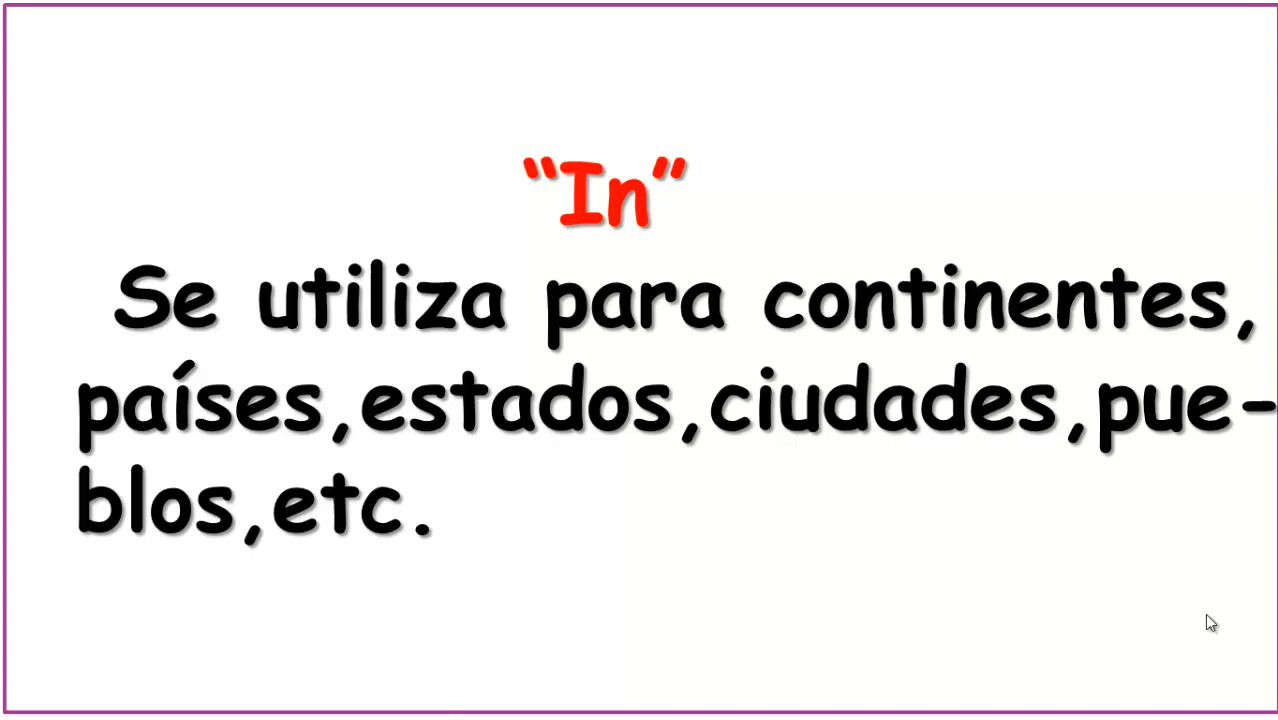 “In”
Se utiliza para continentes,
países,estados,ciudades,pue-
blos,etc.